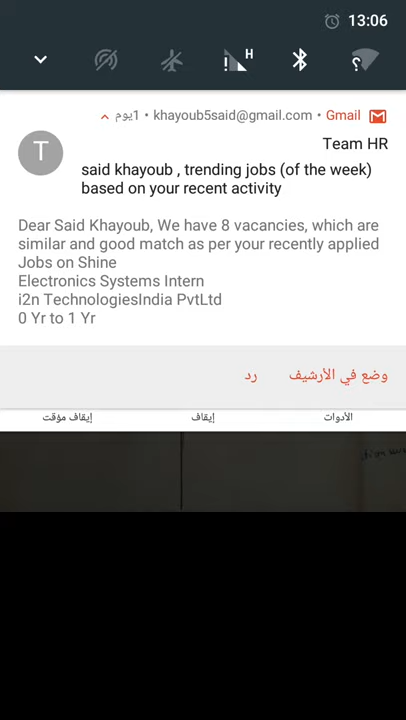 13:06
H
Gmail • khayoub5said@gmail.com • 1يوم
Team HR
T
said khayoub , trending jobs (of the week)
based on your recent activity
Dear Said Khayoub, We have 8 vacancies, which are
similar and good match as per your recently applied
Jobs on Shine
Electronics Systems Intern
i2n TechnologiesIndia PvtLtd
0 Yr to 1 Yr
وضع في الأرشيف رد
الأدوات إيقاف إيقاف مؤقت